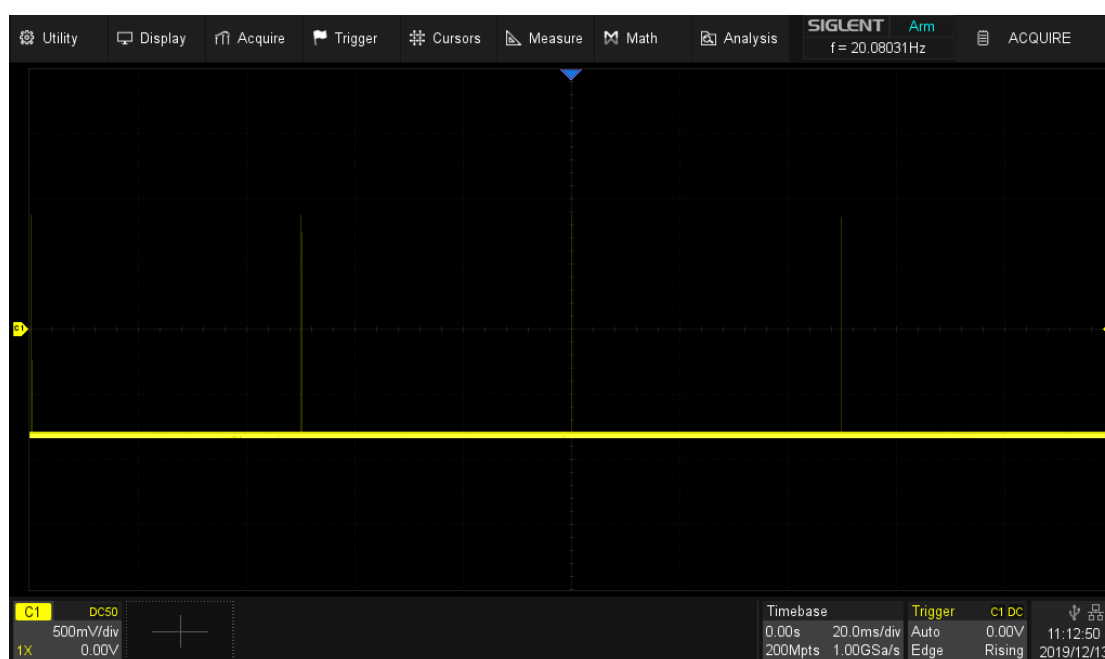 Utility Display Acquire Trigger Cursors Measure Math Analysis SIGLENT Arm ACQUIRE
f = 20.08031Hz
C1
C1 DC50
500mV/div
1X 0.00V
Timebase
0.00s 20.0ms/div
200Mpts 1.00GSa/s
Trigger C1 DC
Auto 0.00V
Edge Rising
11:12:50
2019/12/13